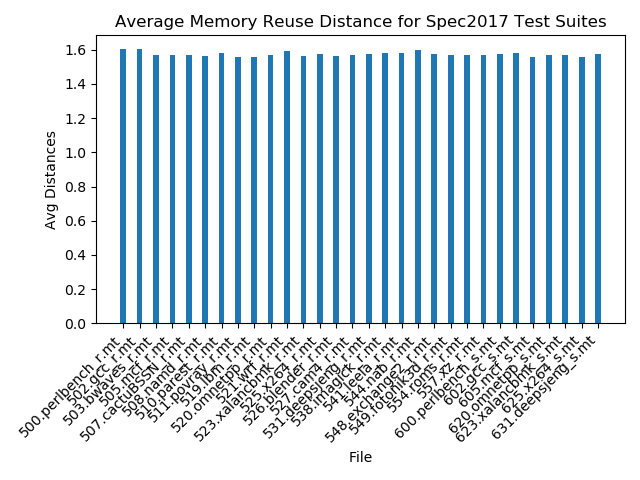 Average Memory Reuse Distance for Spec2017 Test Suites
1.6
1.4
1.2
1.0
0.8
0.6
0.4
0.2
0.0
Avg Distances
500.perlbench_r.mt
502.gcc_r.mt
503.bwaves_r.mt
505.mcf_r.mt
507.cactuBSSN_r.mt
508.namd_r.mt
510.parest_r.mt
511.povray_r.mt
519.lbm_r.mt
520.omnetpp_r.mt
521.wrf_r.mt
523.xalancbmk_r.mt
525.x264_r.mt
526.blender_r.mt
527.cam4_r.mt
531.deepsjeng_r.mt
538.imagick_r.mt
541.leela_r.mt
544.nab_r.mt
548.exchange2_r.mt
549.fotonik3d_r.mt
554.roms_r.mt
557.xz_r.mt
600.perlbench_s.mt
602.gcc_s.mt
605.mcf_s.mt
620.omnetpp_s.mt
623.xalancbmk_s.mt
625.x264_s.mt
631.deepsjeng_s.mt
File